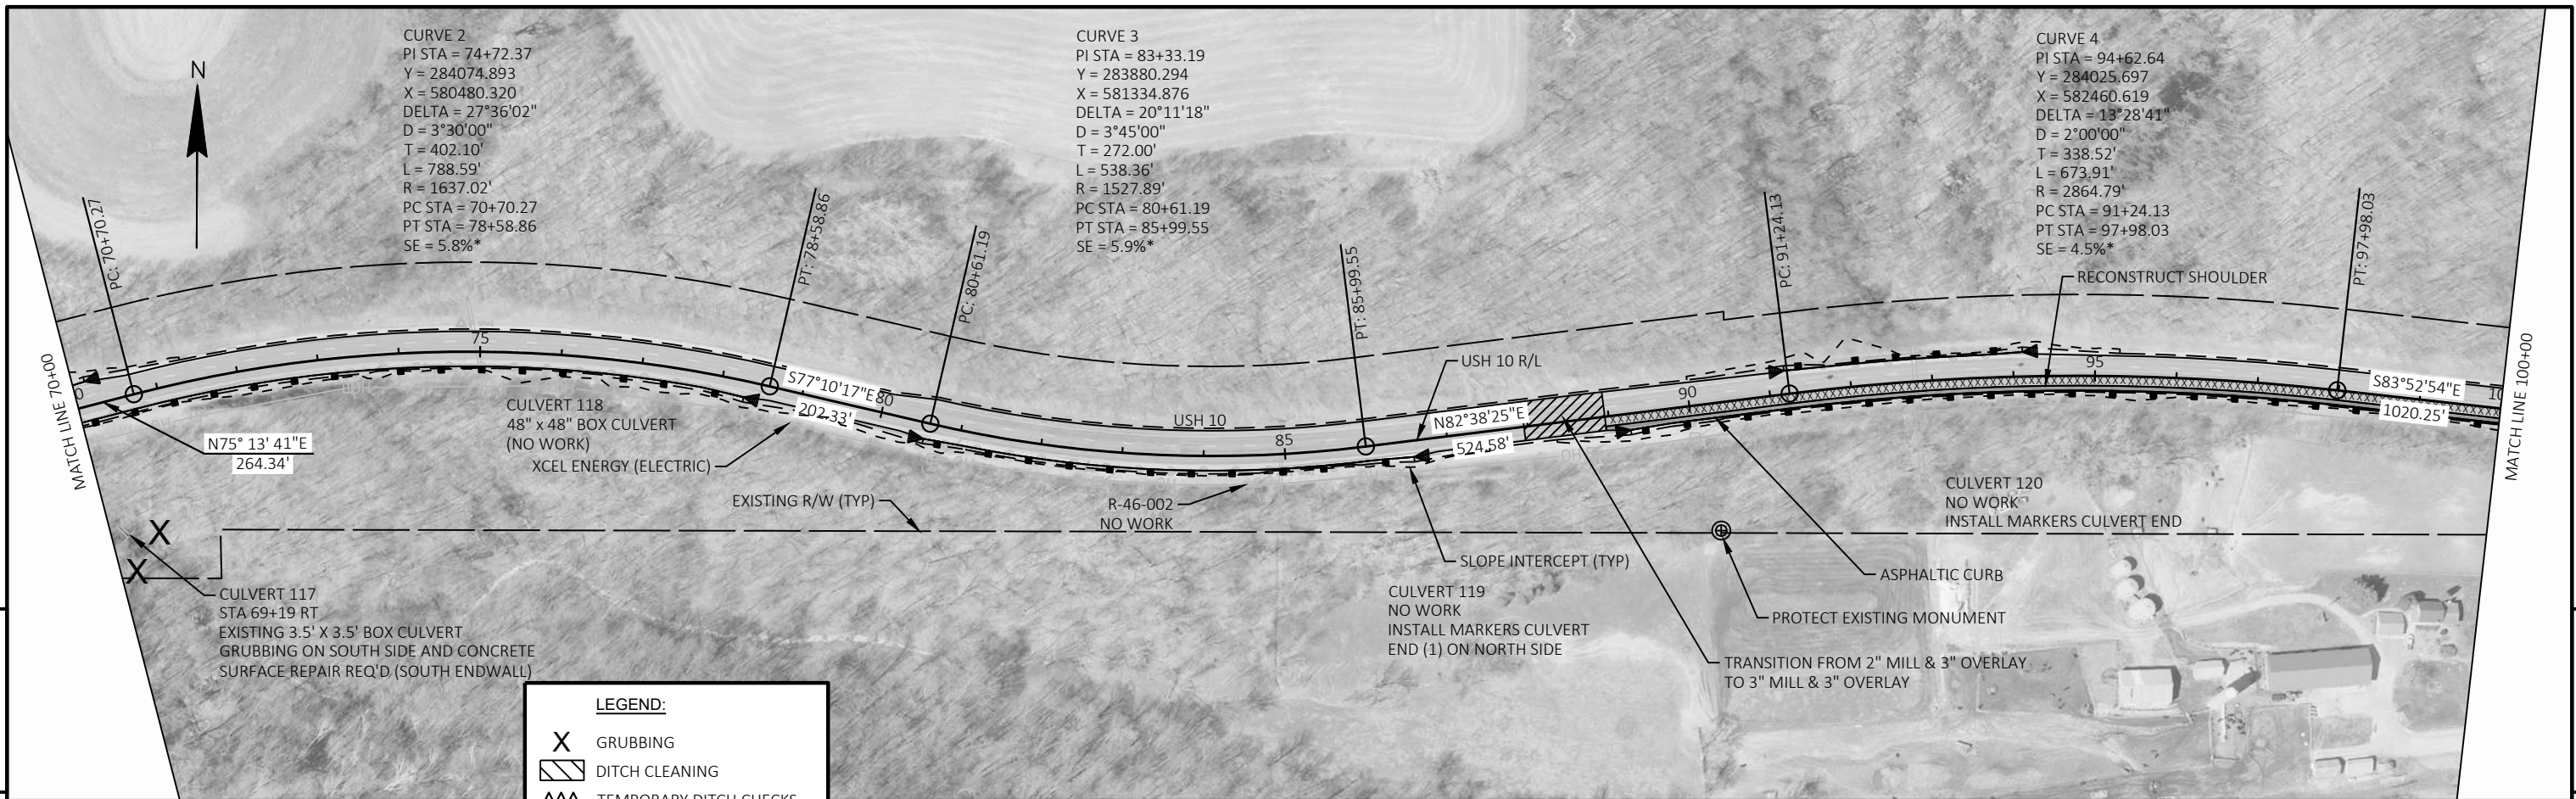 CURVE 2
PI STA = 74+72.37
Y = 284074.893
X = 580480.320
DELTA = 27°36'02"
D = 3°30'00"
T = 402.10'
L = 788.59'
R = 1637.02'
PC STA = 70+70.27
PT STA = 78+58.86
SE = 5.8%*
CURVE 3
PI STA = 83+33.19
Y = 283880.294
X = 581334.876
DELTA = 20°11'18"
D = 3°45'00"
T = 272.00'
L = 538.36'
R = 1527.89'
PC STA = 80+61.19
PT STA = 85+99.55
SE = 5.9%*
CURVE 4
PI STA = 94+62.64
Y = 284025.697
X = 582460.619
DELTA = 13°28'41"
D = 2°00'00"
T = 338.52'
L = 673.91'
R = 2864.79'
PC STA = 91+24.13
PT STA = 97+98.03
SE = 4.5%*
N
PC: 70+70.27
PT: 78+58.86
PC: 80+61.19
PT: 85+99.55
PC: 91+24.13
PT: 97+98.03
RECONSTRUCT SHOULDER
MATCH LINE 70+00
MATCH LINE 100+00
75
80
85
90
95
10
0
S77°10'17"E
202.33'
USH 10
USH 10 R/L
N82°38'25"E
524.58'
S83°52'54"E
1020.25'
N75° 13' 41"E
264.34'
CULVERT 118
48" x 48" BOX CULVERT
(NO WORK)
XCEL ENERGY (ELECTRIC)
EXISTING R/W (TYP)
R-46-002
NO WORK
SLOPE INTERCEPT (TYP)
CULVERT 120
NO WORK
INSTALL MARKERS CULVERT END
ASPHALTIC CURB
CULVERT 119
NO WORK
INSTALL MARKERS CULVERT
END (1) ON NORTH SIDE
PROTECT EXISTING MONUMENT
TRANSITION FROM 2" MILL & 3" OVERLAY
TO 3" MILL & 3" OVERLAY
X
X
CULVERT 117
STA 69+19 RT
EXISTING 3.5' X 3.5' BOX CULVERT
GRUBBING ON SOUTH SIDE AND CONCRETE
SURFACE REPAIR REQ'D (SOUTH ENDWALL)
LEGEND:
X GRUBBING
DITCH CLEANING
TEMPORARY DITCH CHECKS